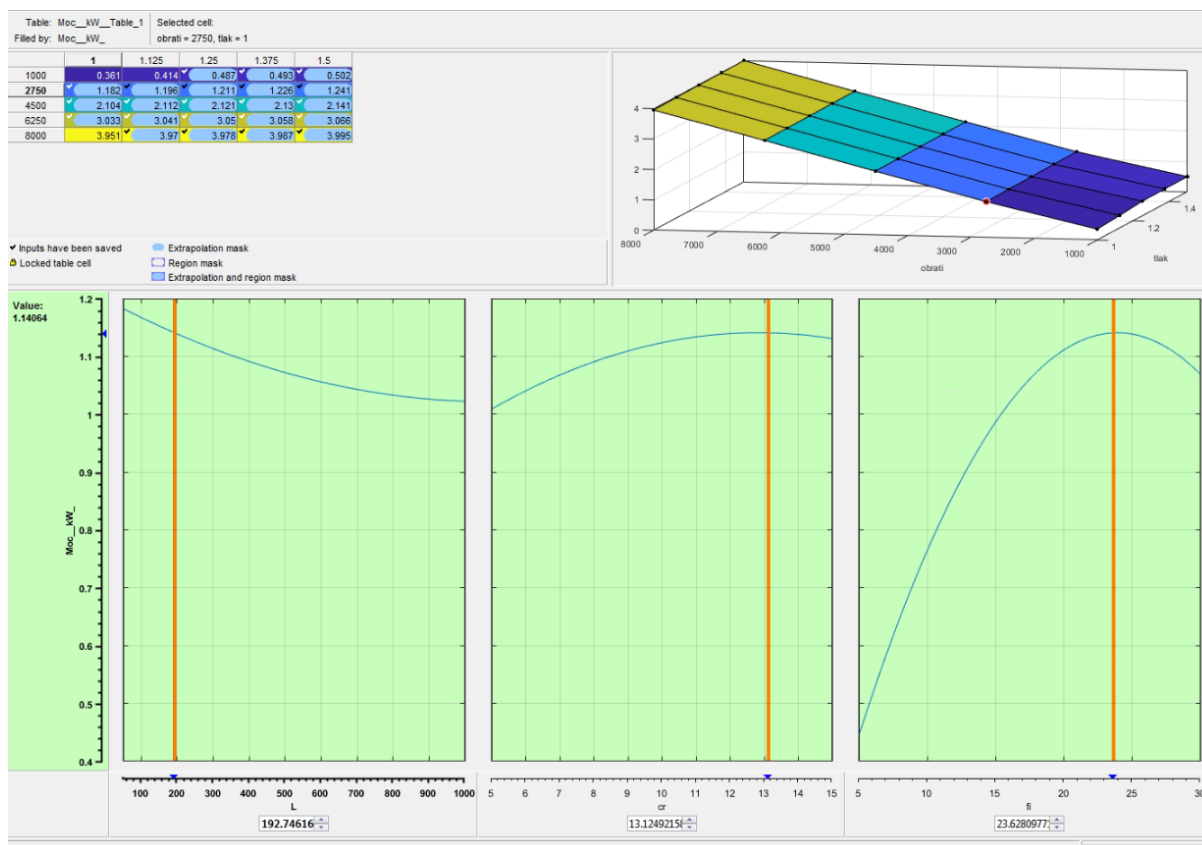 Table: Moc__kW__Table_1 Selected cell:
Filled by: Moc__kW_ obrati = 2750, tlak = 1
1 1.125 1.25 1.375 1.5
1000 0.361 0.414 0.487 0.493 0.502
2750 1.182 1.196 1.211 1.226 1.241
4500 2.104 2.112 2.121 2.13 2.141
6250 3.033 3.041 3.05 3.058 3.066
8000 3.951 3.97 3.978 3.987 3.995
4
3
2
1
0
8000 7000 6000 5000 4000 3000 2000 1000
obrati
1 1.2 1.4
tlak
Inputs have been saved Extrapolation mask
Locked table cell Region mask
Extrapolation and region mask
Value:
1.14064
1.2
1.1
1
0.9
0.8
0.7
0.6
0.5
0.4
Moc__kW_
100 200 300 400 500 600 700 800 900 1000
L
192.74616
5 6 7 8 9 10 11 12 13 14 15
cr
13.1249215
5 10 15 20 25 30
fi
23.6280977